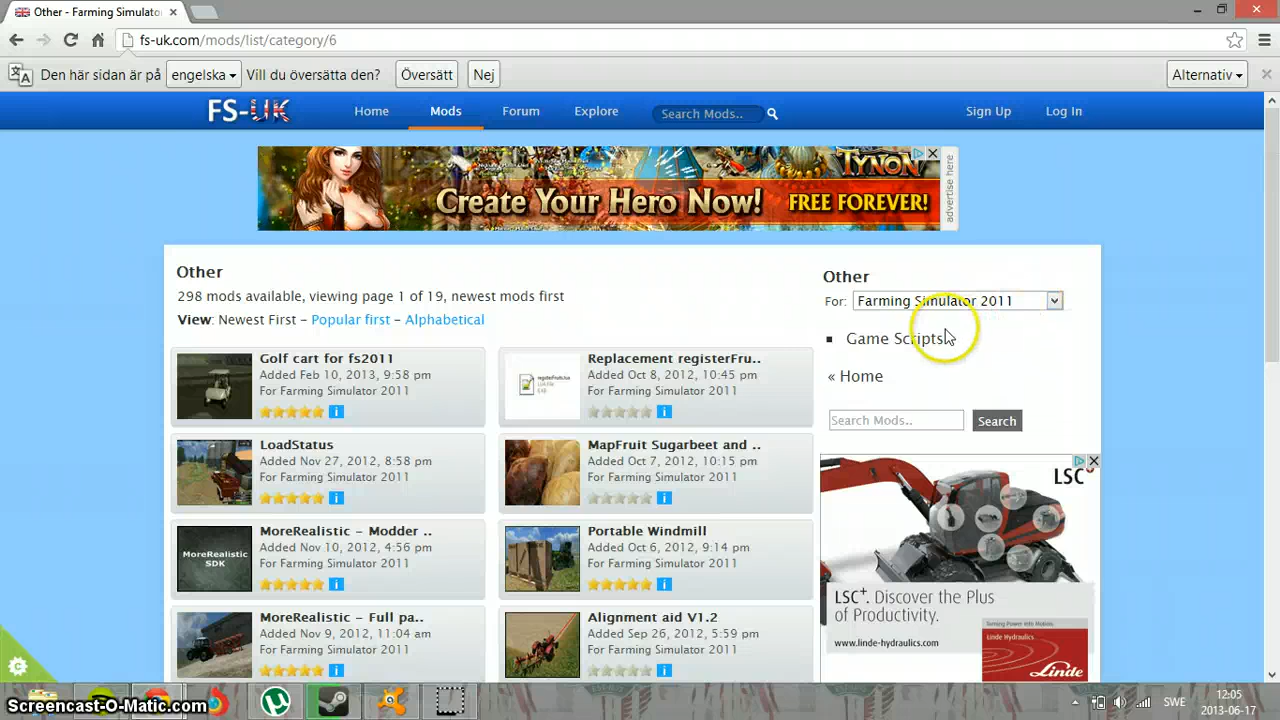 Other - Farming Simulato
fs-uk.com/mods/list/category/6
Den här sidan är på engelska Vill du översätta den? Översätt Nej Alternativ
FS-UK Home Mods Forum Explore Search Mods.. Sign Up Log In
TYNON
Create Your Hero Now! FREE FOREVER!
advertise here
Other
298 mods available, viewing page 1 of 19, newest mods first
View: Newest First – Popular first – Alphabetical
Golf cart for fs2011
Added Feb 10, 2013, 9:58 pm
For Farming Simulator 2011
Replacement registerFru..
Added Oct 8, 2012, 10:45 pm
For Farming Simulator 2011
LoadStatus
Added Nov 27, 2012, 8:58 pm
For Farming Simulator 2011
MapFruit Sugarbeet and ..
Added Oct 7, 2012, 10:15 pm
For Farming Simulator 2011
MoreRealistic
SDK
MoreRealistic – Modder ..
Added Nov 10, 2012, 4:56 pm
For Farming Simulator 2011
Portable Windmill
Added Oct 6, 2012, 9:14 pm
For Farming Simulator 2011
MoreRealistic – Full pa..
Added Nov 9, 2012, 11:04 am
For Farming Simulator 2011
Alignment aid V1.2
Added Sep 26, 2012, 5:59 pm
For Farming Simulator 2011
Other
For: Farming Simulator 2011
Game Scripts
« Home
Search Mods.. Search
LSC+
LSC+. Discover the Plus
of Productivity.
www.linde-hydraulics.com
Linde Hydraulics
Linde
Screencast-O-Matic.com
SWE
12:05
2013-06-17